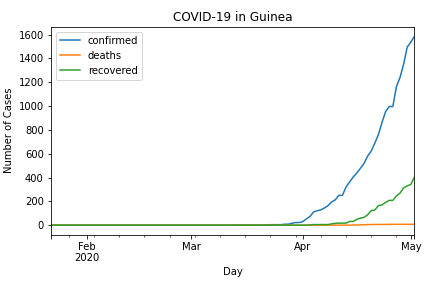 COVID-19 in Guinea
confirmed
deaths
recovered
Number of Cases
1600
1400
1200
1000
800
600
400
200
0
Feb
2020
Mar
Apr
May
Day